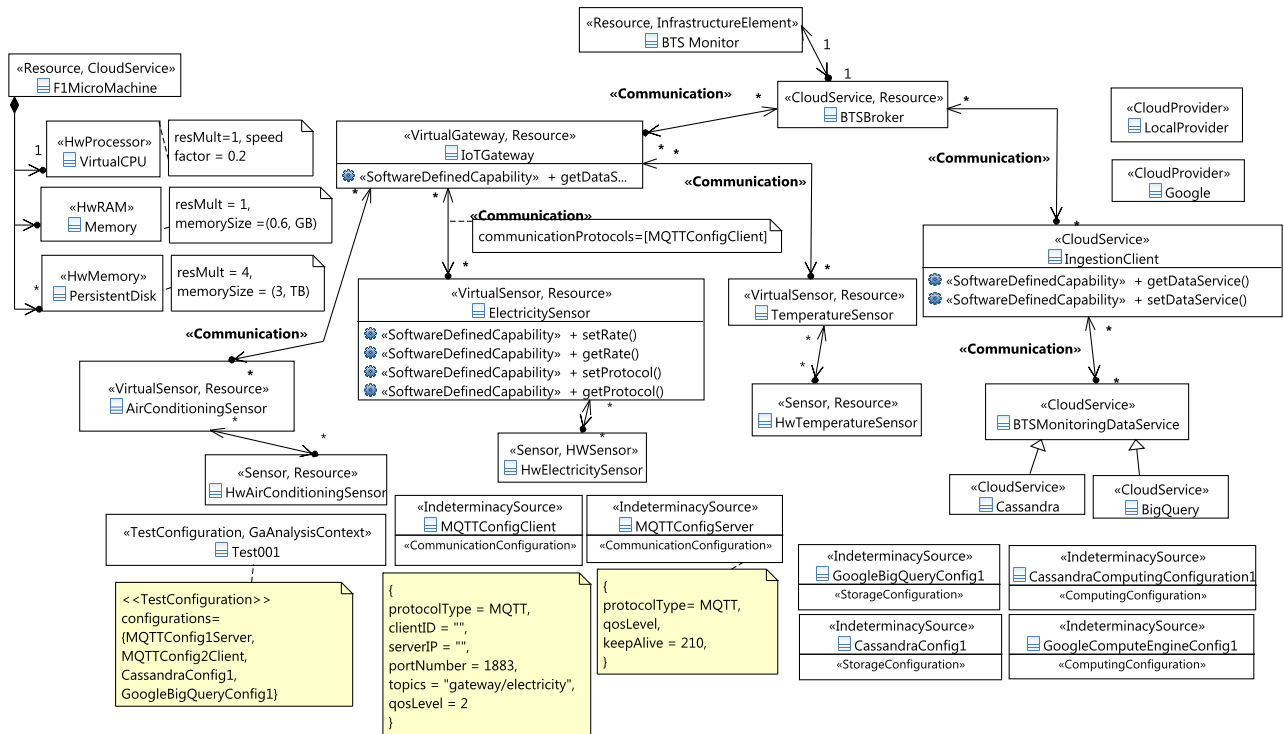 «Resource, InfrastructureElement»
BTS Monitor
1
1
«Resource, CloudService»
F1MicroMachine
1
*
«HwProcessor»
VirtualCPU
resMult=1, speed
factor = 0.2
«HwRAM»
Memory
resMult = 1,
memorySize =(0.6, GB)
«HwMemory»
PersistentDisk
resMult = 4,
memorySize = (3, TB)
«Communication»
*
«CloudService, Resource»
BTSBroker
*
«CloudProvider»
LocalProvider
«CloudProvider»
Google
«VirtualGateway, Resource»
IoTGateway
«SoftwareDefinedCapability» + getDataS...
*
*
*
*
«Communication»
«Communication»
«Communication»
communicationProtocols=[MQTTConfigClient]
*
*
*
«CloudService»
IngestionClient
«SoftwareDefinedCapability» + getDataService()
«SoftwareDefinedCapability» + setDataService()
«VirtualSensor, Resource»
ElectricitySensor
«SoftwareDefinedCapability» + setRate()
«SoftwareDefinedCapability» + getRate()
«SoftwareDefinedCapability» + setProtocol()
«SoftwareDefinedCapability» + getProtocol()
«VirtualSensor, Resource»
TemperatureSensor
*
*
«Communication»
*
«VirtualSensor, Resource»
AirConditioningSensor
*
*
«Communication»
*
*
«CloudService»
BTSMonitoringDataService
«Sensor, Resource»
HwTemperatureSensor
*
*
«Sensor, HWSensor»
HwElectricitySensor
«Sensor, Resource»
HwAirConditioningSensor
«CloudService»
Cassandra
«CloudService»
BigQuery
«TestConfiguration, GaAnalysisContext»
Test001
«IndeterminacySource»
MQTTConfigClient
«CommunicationConfiguration»
«IndeterminacySource»
MQTTConfigServer
«CommunicationConfiguration»
«IndeterminacySource»
GoogleBigQueryConfig1
«StorageConfiguration»
«IndeterminacySource»
CassandraComputingConfiguration1
«ComputingConfiguration»
«IndeterminacySource»
CassandraConfig1
«StorageConfiguration»
«IndeterminacySource»
GoogleComputeEngineConfig1
«ComputingConfiguration»
<<TestConfiguration>>
configurations=
{MQTTConfig1Server,
MQTTConfig2Client,
CassandraConfig1,
GoogleBigQueryConfig1}
{
protocolType = MQTT,
clientID = "",
serverIP = "",
portNumber = 1883,
topics = "gateway/electricity",
qosLevel = 2
}
{
protocolType= MQTT,
qosLevel,
keepAlive = 210,
}